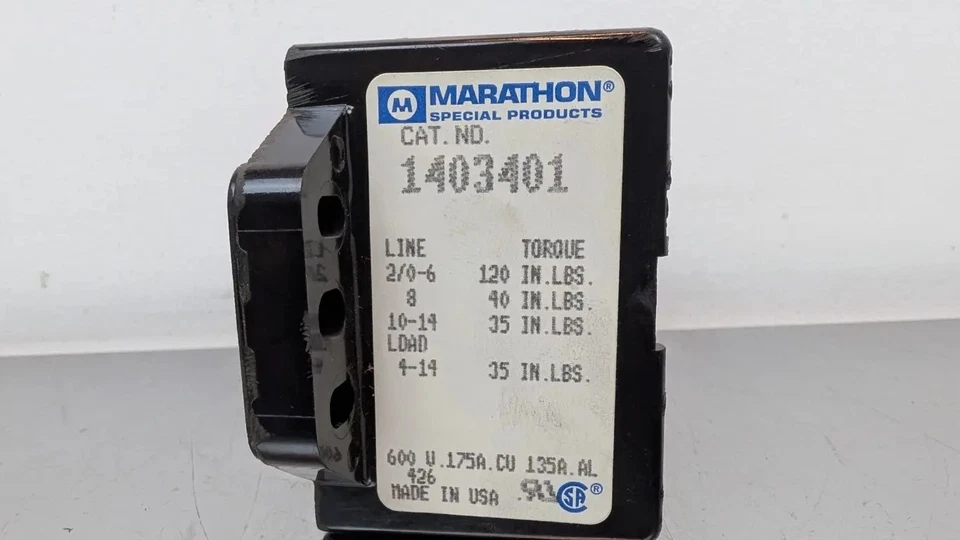 M MARATHON®
SPECIAL PRODUCTS
CAT.NO.
1403401
LINE TORQUE
2/0-6 120 IN.LBS.
8 40 IN.LBS.
10-14 35 IN.LBS.
LOAD
4-14 35 IN.LBS.
600 V.175A.CU 135A.AL
426
MADE IN USA SA ®